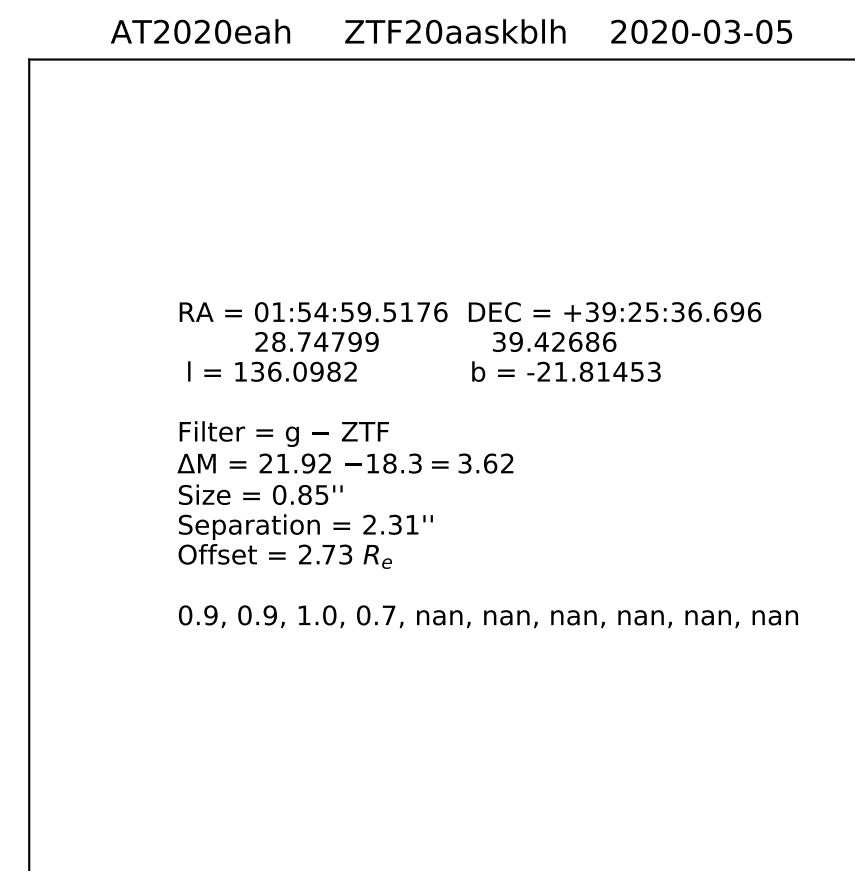 AT2020eah ZTF20aaskblh 2020-03-05
RA = 01:54:59.5176 DEC = +39:25:36.696
28.74799 39.42686
l = 136.0982 b = -21.81453
Filter = g − ZTF
ΔM = 21.92 −18.3 = 3.62
Size = 0.85''
Separation = 2.31''
Offset = 2.73 Rₑ
0.9, 0.9, 1.0, 0.7, nan, nan, nan, nan, nan, nan